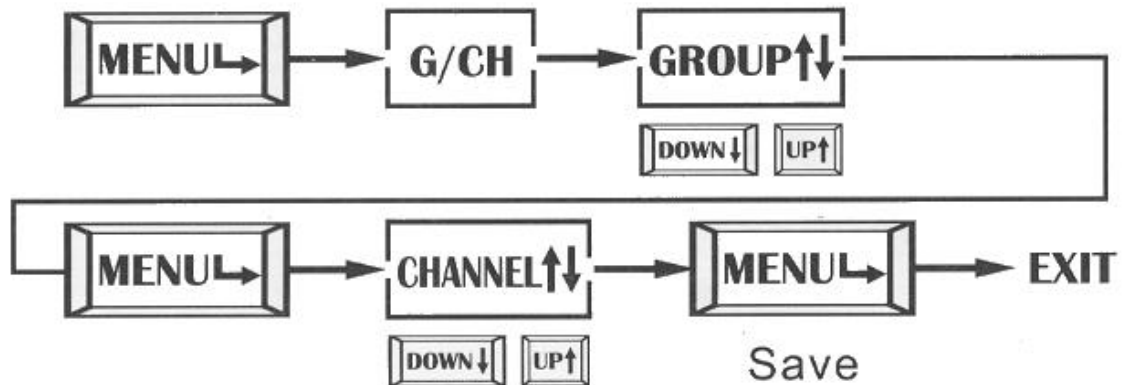 MENU G/CH GROUP↑↓
DOWN↓ UP↑
MENU CHANNEL↑↓ MENU EXIT
DOWN↓ UP↑ Save